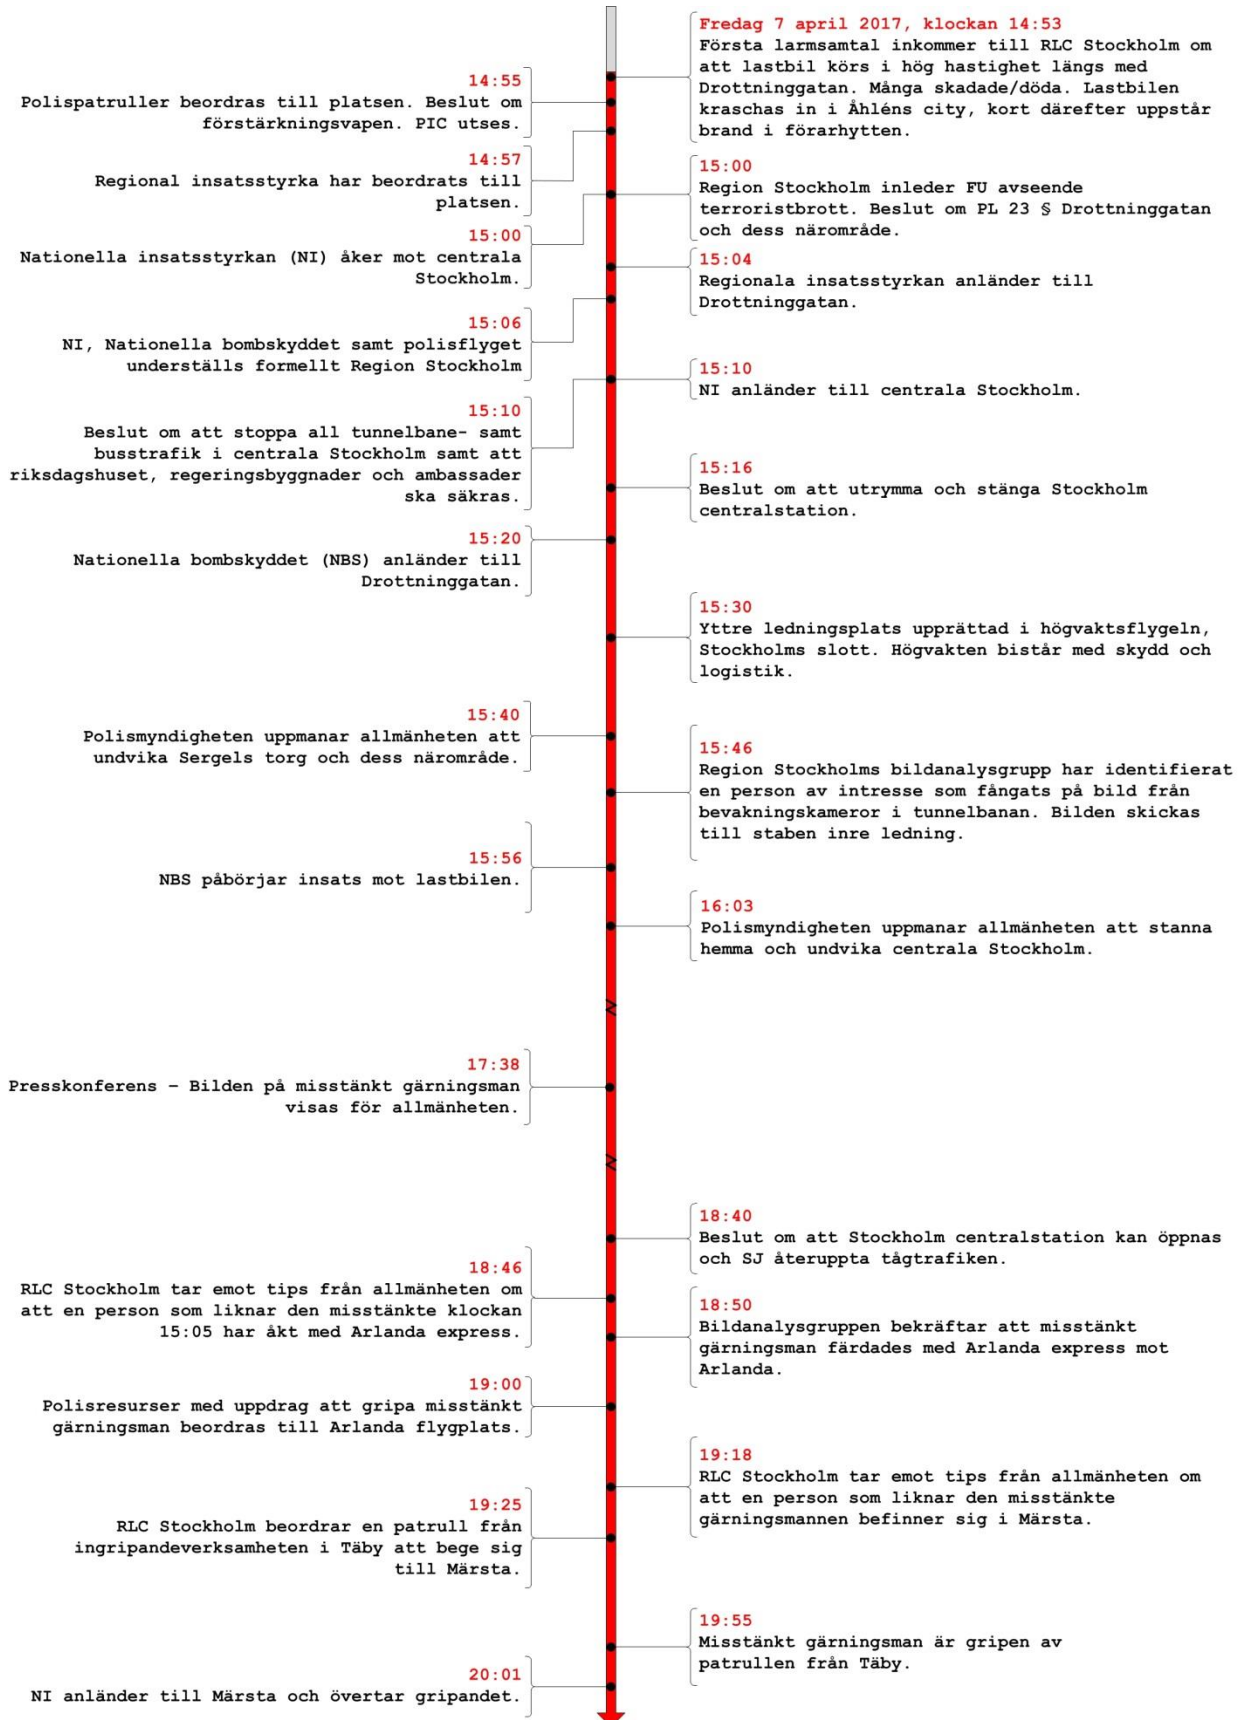 Fredag 7 april 2017, klockan 14:53
Första larmsamtal inkommer till RLC Stockholm om
att lastbil körs i hög hastighet längs med
Drottninggatan. Många skadade/döda. Lastbilen
kraschas in i Åhléns city, kort därefter uppstår
brand i förarhytten.
14:55
Polispatruller beordras till platsen. Beslut om
förstärkningsvapen. PIC utses.
14:57
Regional insatsstyrka har beordrats till
platsen.
15:00
Region Stockholm inleder FU avseende
terroristbrott. Beslut om PL 23 § Drottninggatan
och dess närområde.
15:00
Nationella insatsstyrkan (NI) åker mot centrala
Stockholm.
15:04
Regionala insatsstyrkan anländer till
Drottninggatan.
15:06
NI, Nationella bombskyddet samt polisflyget
underställs formellt Region Stockholm
15:10
NI anländer till centrala Stockholm.
15:10
Beslut om att stoppa all tunnelbane- samt
busstrafik i centrala Stockholm samt att
riksdagshuset, regeringsbyggnader och ambassader
ska säkras.
15:16
Beslut om att utrymma och stänga Stockholm
centralstation.
15:20
Nationella bombskyddet (NBS) anländer till
Drottninggatan.
15:30
Yttre ledningsplats upprättad i högvaktsflygeln,
Stockholms slott. Högvakten bistår med skydd och
logistik.
15:40
Polismyndigheten uppmanar allmänheten att
undvika Sergels torg och dess närområde.
15:46
Region Stockholms bildanalysgrupp har identifierat
en person av intresse som fångats på bild från
bevakningskameror i tunnelbanan. Bilden skickas
till staben inre ledning.
15:56
NBS påbörjar insats mot lastbilen.
16:03
Polismyndigheten uppmanar allmänheten att stanna
hemma och undvika centrala Stockholm.
17:38
Presskonferens – Bilden på misstänkt gärningsman
visas för allmänheten.
18:40
Beslut om att Stockholm centralstation kan öppnas
och SJ återuppta tågtrafiken.
18:46
RLC Stockholm tar emot tips från allmänheten om
att en person som liknar den misstänkte klockan
15:05 har åkt med Arlanda express.
18:50
Bildanalysgruppen bekräftar att misstänkt
gärningsman färdades med Arlanda express mot
Arlanda.
19:00
Polisresurser med uppdrag att gripa misstänkt
gärningsman beordras till Arlanda flygplats.
19:18
RLC Stockholm tar emot tips från allmänheten om
att en person som liknar den misstänkte
gärningsmannen befinner sig i Märsta.
19:25
RLC Stockholm beordrar en patrull från
ingripandeverksamheten i Täby att bege sig
till Märsta.
19:55
Misstänkt gärningsman är gripen av
patrullen från Täby.
20:01
NI anländer till Märsta och övertar gripandet.